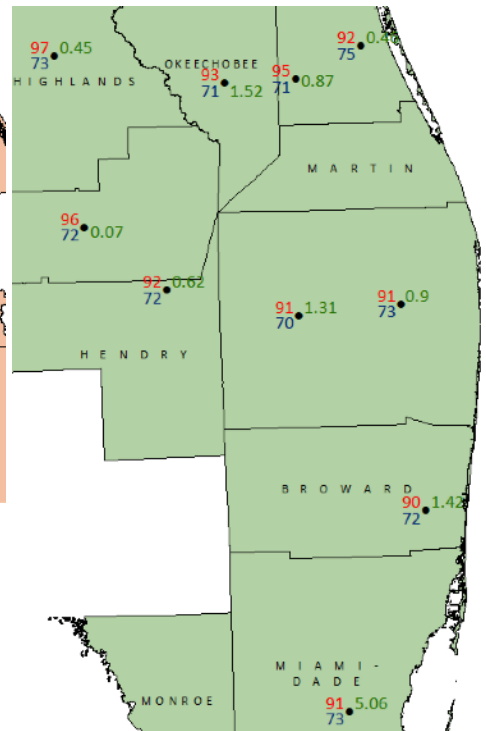 97 0.45
73
HIGHLANDS
OKEECHOBEE
93
71 1.52
95
71 0.87
92
75
MARTIN
96
72 0.07
92 0.62
72
91 1.31
70
91 0.9
73
HENDRY
BROWARD
90 1.42
72
MIAMI-
DADE
91 5.06
73
MONROE